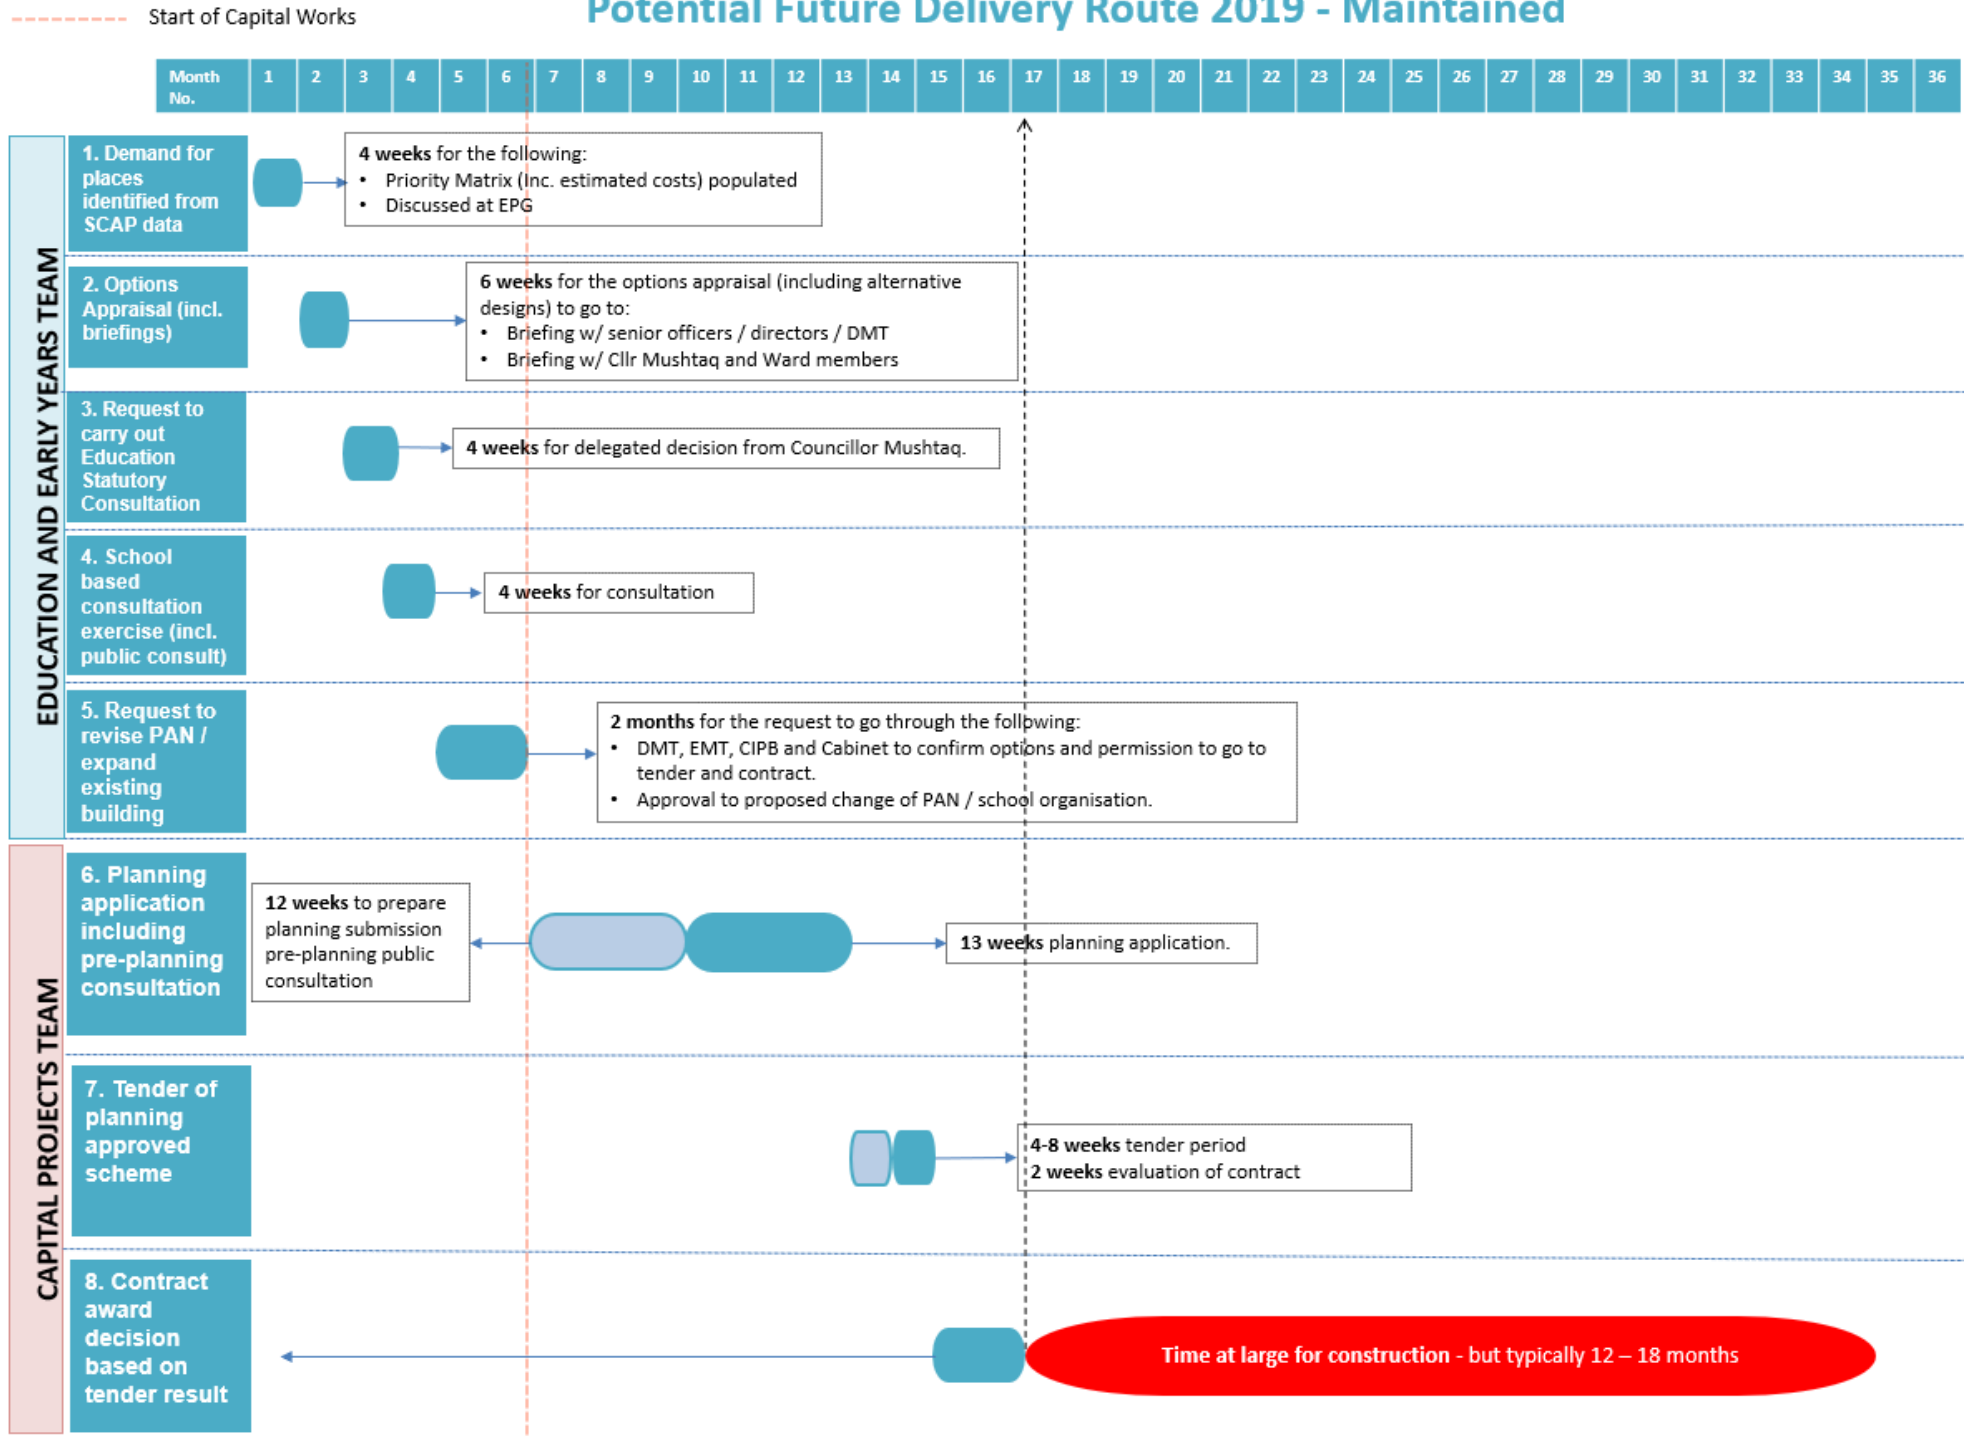 Start of Capital Works
Potential Future Delivery Route 2019 - Maintained
Month
No.
1 2 3 4 5 6 7 8 9 10 11 12 13 14 15 16 17 18 19 20 21 22 23 24 25 26 27 28 29 30 31 32 33 34 35 36
EDUCATION AND EARLY YEARS TEAM
1. Demand for
places
identified from
SCAP data
4 weeks for the following:
• Priority Matrix (Inc. estimated costs) populated
• Discussed at EPG
2. Options
Appraisal (incl.
briefings)
6 weeks for the options appraisal (including alternative
designs) to go to:
• Briefing w/ senior officers / directors / DMT
• Briefing w/ Cllr Mushtaq and Ward members
3. Request to
carry out
Education
Statutory
Consultation
4 weeks for delegated decision from Councillor Mushtaq.
4. School
based
consultation
exercise (incl.
public consult)
4 weeks for consultation
5. Request to
revise PAN /
expand
existing
building
2 months for the request to go through the following:
• DMT, EMT, CIPB and Cabinet to confirm options and permission to go to
tender and contract.
• Approval to proposed change of PAN / school organisation.
CAPITAL PROJECTS TEAM
6. Planning
application
including
pre-planning
consultation
12 weeks to prepare
planning submission
pre-planning public
consultation
13 weeks planning application.
7. Tender of
planning
approved
scheme
4-8 weeks tender period
2 weeks evaluation of contract
8. Contract
award
decision
based on
tender result
Time at large for construction - but typically 12 – 18 months